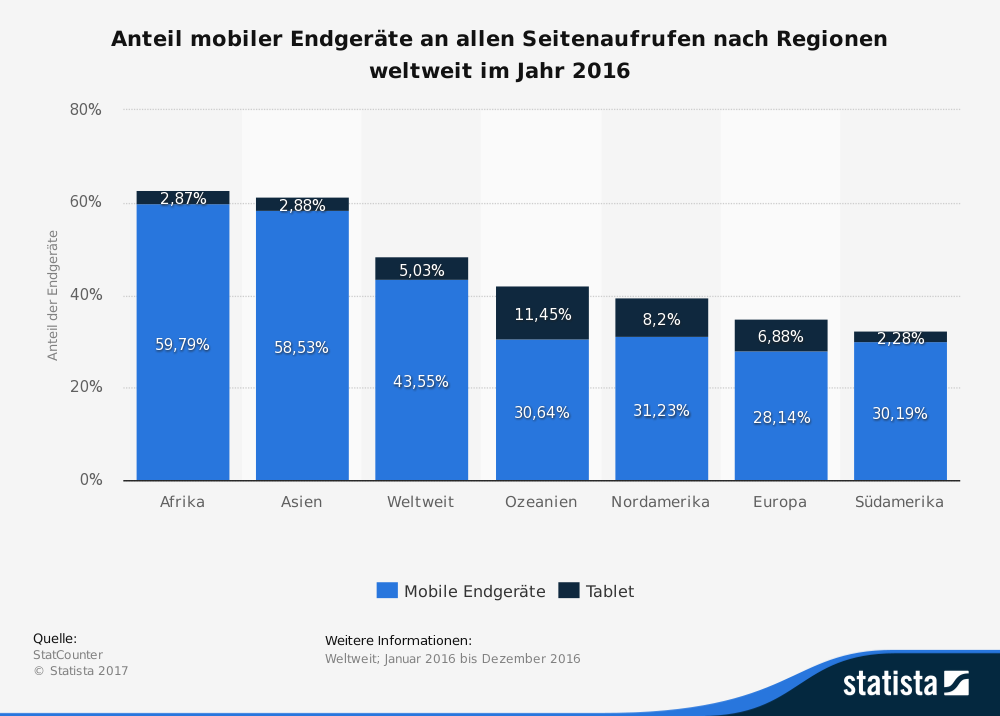 Anteil mobiler Endgeräte an allen Seitenaufrufen nach Regionen
weltweit im Jahr 2016
Anteil der Endgeräte
80%
60%
40%
20%
0%
2,87%
59,79%
2,88%
58,53%
5,03%
43,55%
11,45%
30,64%
8,2%
31,23%
6,88%
28,14%
2,28%
30,19%
Afrika
Asien
Weltweit
Ozeanien
Nordamerika
Europa
Südamerika
Mobile Endgeräte
Tablet
Quelle:
StatCounter
© Statista 2017
Weitere Informationen:
Weltweit; Januar 2016 bis Dezember 2016
statista